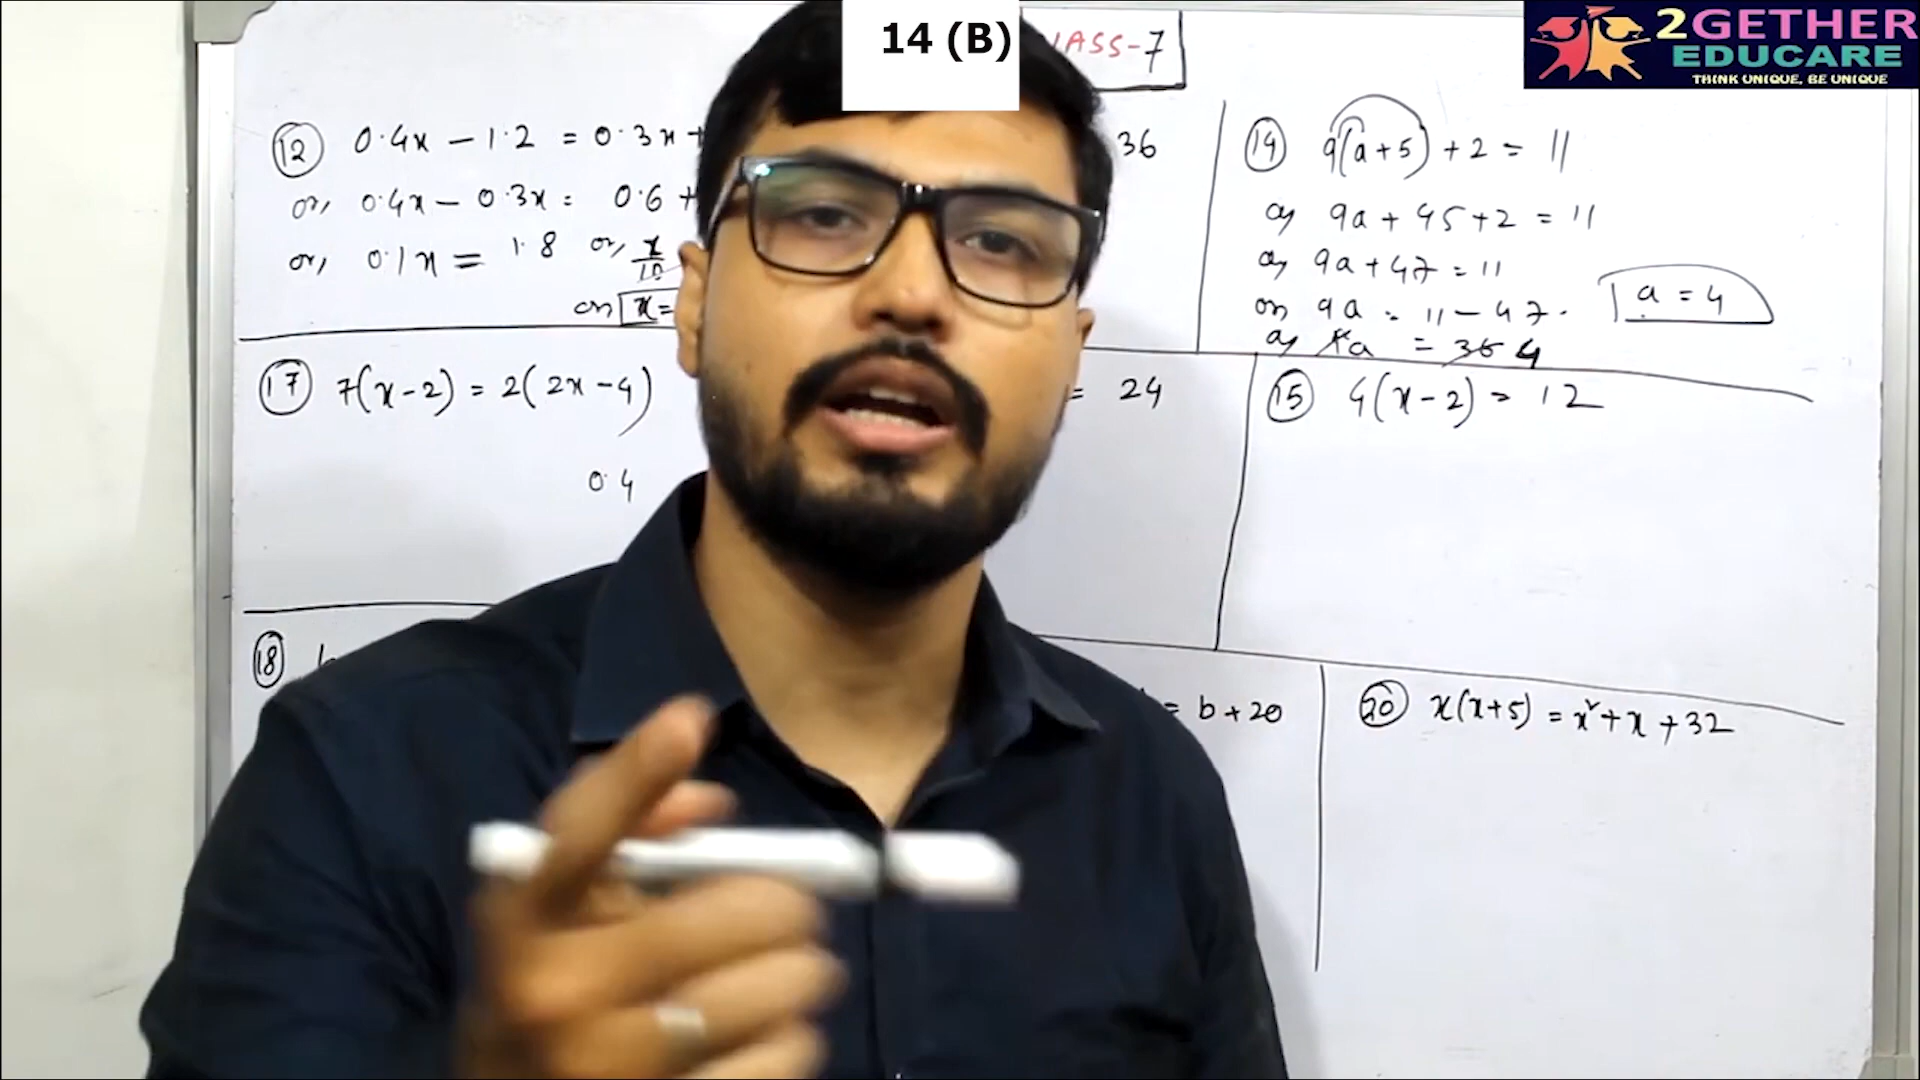 14 (B)
LASS-7
2GETHER
EDUCARE
THINK UNIQUE, BE UNIQUE
12 0.4x - 1.2 = 0.3x +
or, 0.4x - 0.3x = 0.6 +
or, 0.1x = 1.8 or, x/10
or x=
36
14 9(a+5) + 2 = 11
or 9a + 45 + 2 = 11
or 9a + 47 = 11
or 9a = 11 - 47.
a = 4
17 7(x-2) = 2(2x-4)
0.4
= 24
15 4(x-2) = 12
18
= b + 20
20 x(x+5) = x² + x + 32